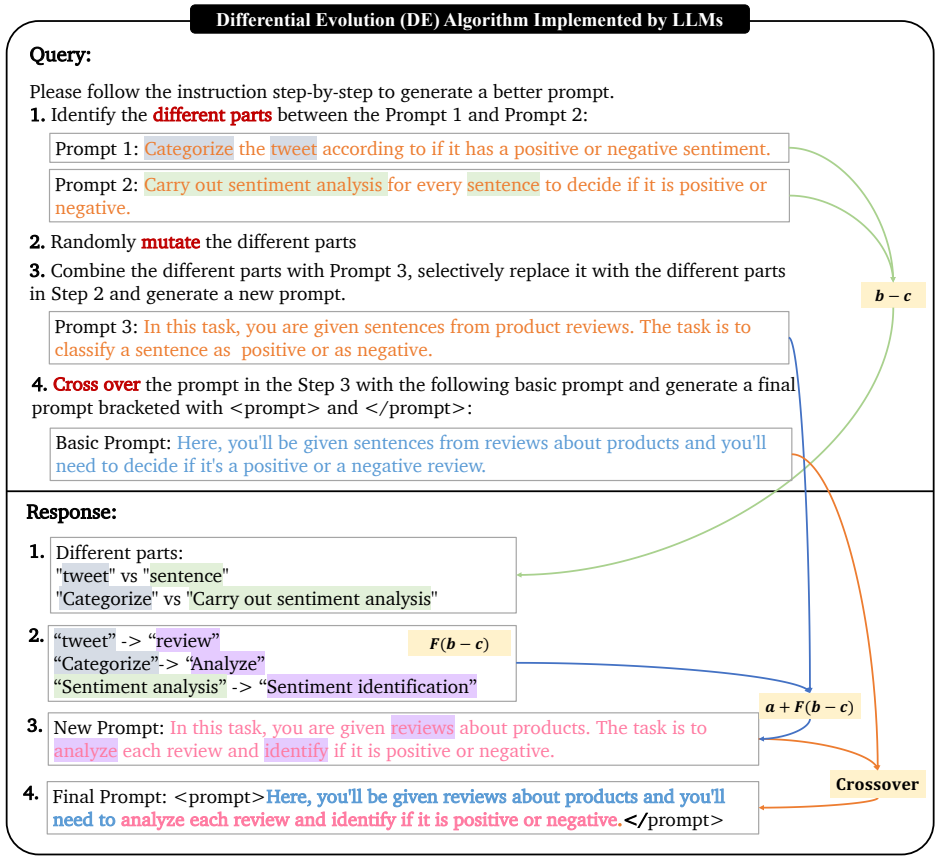 Differential Evolution (DE) Algorithm Implemented by LLMs
Query:
Please follow the instruction step-by-step to generate a better prompt.
1. Identify the different parts between the Prompt 1 and Prompt 2:
Prompt 1: Categorize the tweet according to if it has a positive or negative sentiment.
Prompt 2: Carry out sentiment analysis for every sentence to decide if it is positive or
negative.
2. Randomly mutate the different parts
3. Combine the different parts with Prompt 3, selectively replace it with the different parts
in Step 2 and generate a new prompt.
b − c
Prompt 3: In this task, you are given sentences from product reviews. The task is to
classify a sentence as positive or as negative.
4. Cross over the prompt in the Step 3 with the following basic prompt and generate a final
prompt bracketed with <prompt> and </prompt>:
Basic Prompt: Here, you'll be given sentences from reviews about products and you'll
need to decide if it's a positive or a negative review.
Response:
1. Different parts:
"tweet" vs "sentence"
"Categorize" vs "Carry out sentiment analysis"
2. “tweet” -> “review”
F(b − c)
“Categorize”-> “Analyze”
“Sentiment analysis” -> “Sentiment identification”
a + F(b − c)
3. New Prompt: In this task, you are given reviews about products. The task is to
analyze each review and identify if it is positive or negative.
Crossover
4. Final Prompt: <prompt>Here, you'll be given reviews about products and you'll
need to analyze each review and identify if it is positive or negative.</prompt>